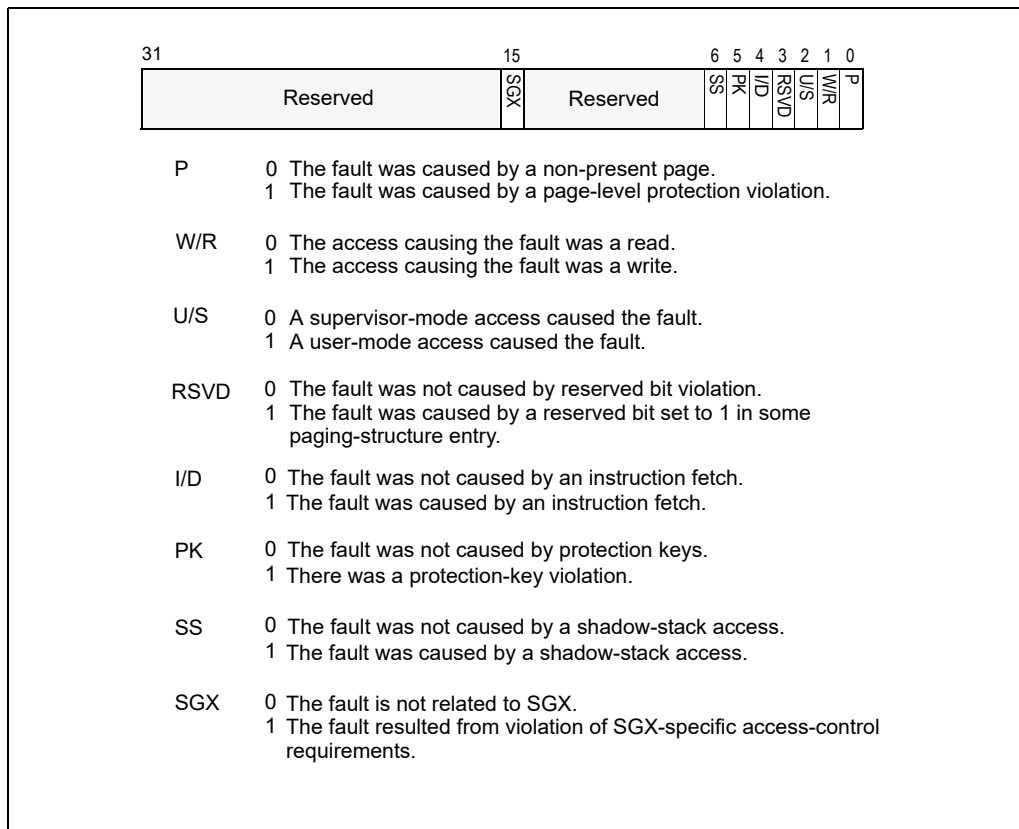 31 15 6 5 4 3 2 1 0
Reserved SGX Reserved SS PK I/D RSVD U/S W/R P
P 0 The fault was caused by a non-present page.
1 The fault was caused by a page-level protection violation.
W/R 0 The access causing the fault was a read.
1 The access causing the fault was a write.
U/S 0 A supervisor-mode access caused the fault.
1 A user-mode access caused the fault.
RSVD 0 The fault was not caused by reserved bit violation.
1 The fault was caused by a reserved bit set to 1 in some
paging-structure entry.
I/D 0 The fault was not caused by an instruction fetch.
1 The fault was caused by an instruction fetch.
PK 0 The fault was not caused by protection keys.
1 There was a protection-key violation.
SS 0 The fault was not caused by a shadow-stack access.
1 The fault was caused by a shadow-stack access.
SGX 0 The fault is not related to SGX.
1 The fault resulted from violation of SGX-specific access-control
requirements.